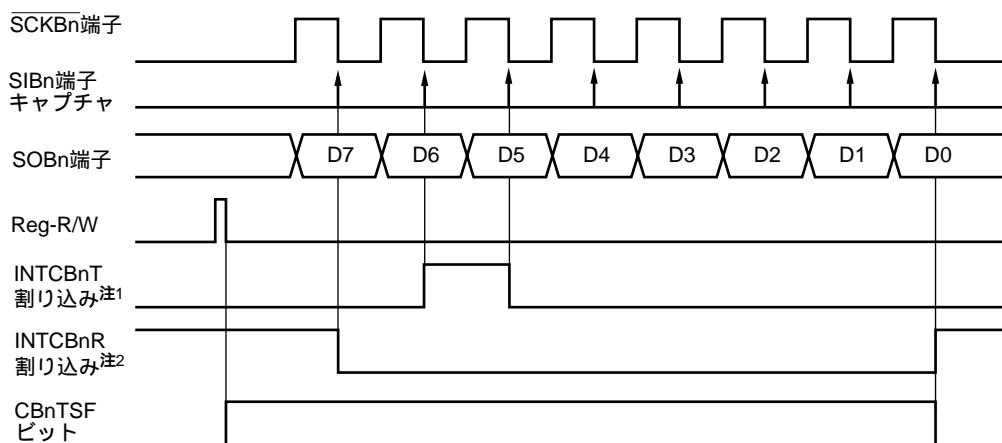 SCKBn端子
SIBn端子
キャプチャ
SOBn端子
D7 D6 D5 D4 D3 D2 D1 D0
Reg-R/W
INTCBnT
割り込み注1
INTCBnR
割り込み注2
CBnTSF
ビット